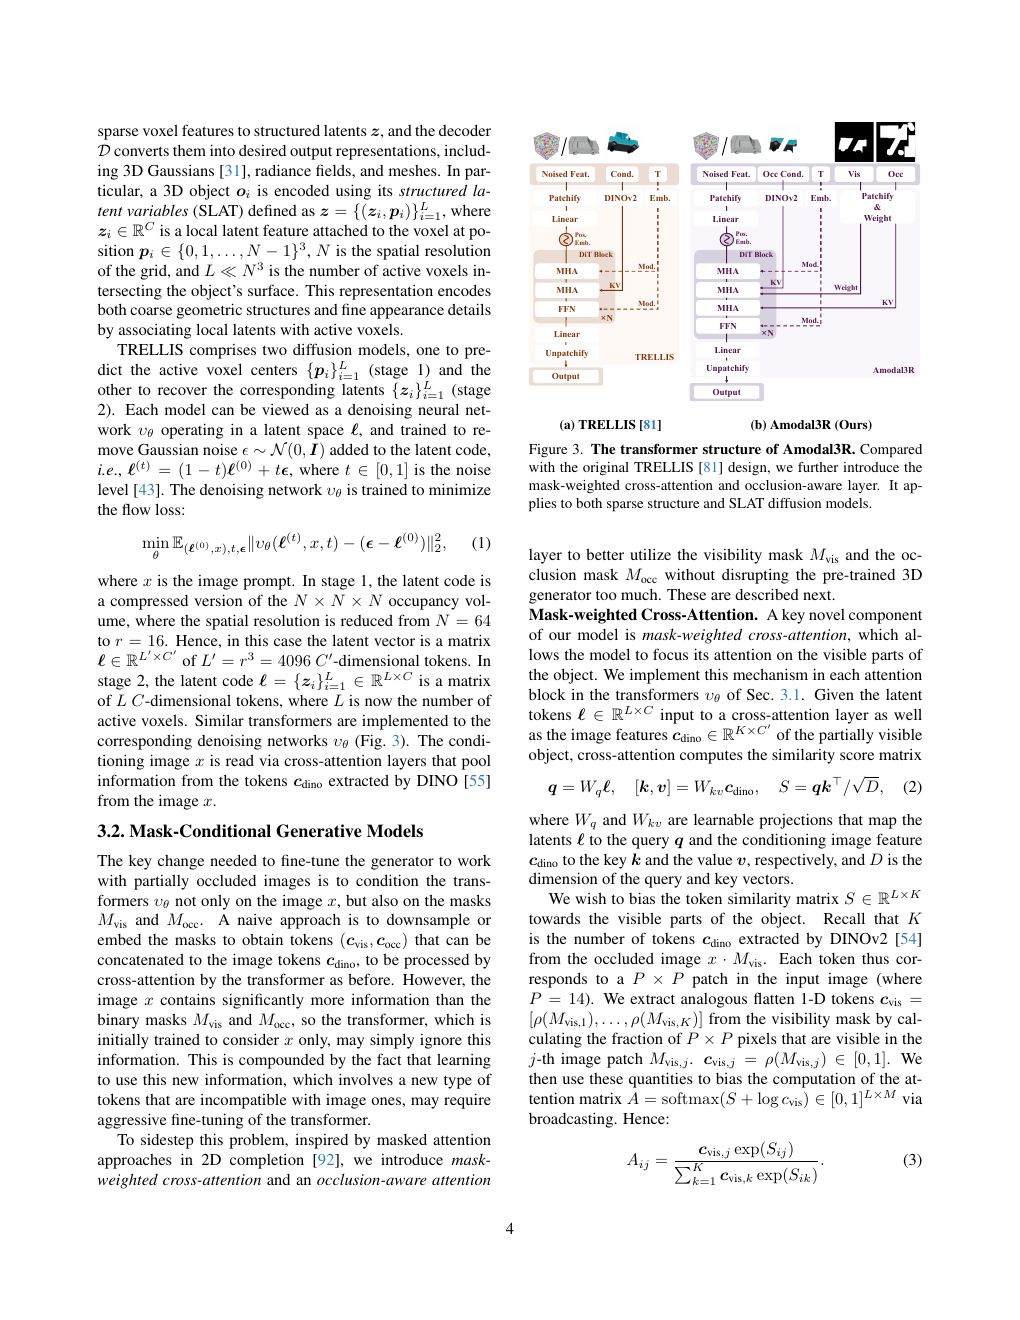 sparse voxel features to structured latents z, and the decoder
D converts them into desired output representations, includ-
ing 3D Gaussians [31], radiance fields, and meshes. In par-
ticular, a 3D object o_i is encoded using its structured la-
tent variables (SLAT) defined as z = {(z_i, p_i)}_{i=1}^L, where
z_i ∈ ℝ^C is a local latent feature attached to the voxel at po-
sition p_i ∈ {0, 1, . . . , N − 1}^3, N is the spatial resolution
of the grid, and L ≪ N^3 is the number of active voxels in-
tersecting the object's surface. This representation encodes
both coarse geometric structures and fine appearance details
by associating local latents with active voxels.
TRELLIS comprises two diffusion models, one to pre-
dict the active voxel centers {p_i}_{i=1}^L (stage 1) and the
other to recover the corresponding latents {z_i}_{i=1}^L (stage
2). Each model can be viewed as a denoising neural net-
work υ_θ operating in a latent space ℓ, and trained to re-
move Gaussian noise ϵ ∼ N(0, I) added to the latent code,
i.e., ℓ^(t) = (1 − t)ℓ^(0) + tϵ, where t ∈ [0, 1] is the noise
level [43]. The denoising network υ_θ is trained to minimize
the flow loss:
min_θ 𝔼_{(ℓ^(0),x),t,ϵ} ‖υ_θ(ℓ^(t), x, t) − (ϵ − ℓ^(0))‖_2^2, (1)
where x is the image prompt. In stage 1, the latent code is
a compressed version of the N × N × N occupancy vol-
ume, where the spatial resolution is reduced from N = 64
to r = 16. Hence, in this case the latent vector is a matrix
ℓ ∈ ℝ^{L′×C′} of L′ = r^3 = 4096 C′-dimensional tokens. In
stage 2, the latent code ℓ = {z_i}_{i=1}^L ∈ ℝ^{L×C} is a matrix
of L C-dimensional tokens, where L is now the number of
active voxels. Similar transformers are implemented to the
corresponding denoising networks υ_θ (Fig. 3). The condi-
tioning image x is read via cross-attention layers that pool
information from the tokens c_dino extracted by DINO [55]
from the image x.
3.2. Mask-Conditional Generative Models
The key change needed to fine-tune the generator to work
with partially occluded images is to condition the trans-
formers υ_θ not only on the image x, but also on the masks
M_vis and M_occ. A naive approach is to downsample or
embed the masks to obtain tokens (c_vis, c_occ) that can be
concatenated to the image tokens c_dino, to be processed by
cross-attention by the transformer as before. However, the
image x contains significantly more information than the
binary masks M_vis and M_occ, so the transformer, which is
initially trained to consider x only, may simply ignore this
information. This is compounded by the fact that learning
to use this new information, which involves a new type of
tokens that are incompatible with image ones, may require
aggressive fine-tuning of the transformer.
To sidestep this problem, inspired by masked attention
approaches in 2D completion [92], we introduce mask-
weighted cross-attention and an occlusion-aware attention
/
Noised Feat. Cond. T
Patchify DINOv2 Emb.
Linear
Pos.
Emb.
DiT Block
MHA Mod.
MHA KV
FFN Mod.
×N
Linear
Unpatchify TRELLIS
Output
/
Noised Feat. Occ Cond. T Vis Occ
Patchify DINOv2 Emb. Patchify
&
Linear Weight
Pos.
Emb.
DiT Block
MHA Mod.
MHA KV Weight
MHA KV
FFN Mod.
×N
Linear
Unpatchify Amodal3R
Output
(a) TRELLIS [81] (b) Amodal3R (Ours)
Figure 3. The transformer structure of Amodal3R. Compared
with the original TRELLIS [81] design, we further introduce the
mask-weighted cross-attention and occlusion-aware layer. It ap-
plies to both sparse structure and SLAT diffusion models.
layer to better utilize the visibility mask M_vis and the oc-
clusion mask M_occ without disrupting the pre-trained 3D
generator too much. These are described next.
Mask-weighted Cross-Attention. A key novel component
of our model is mask-weighted cross-attention, which al-
lows the model to focus its attention on the visible parts of
the object. We implement this mechanism in each attention
block in the transformers υ_θ of Sec. 3.1. Given the latent
tokens ℓ ∈ ℝ^{L×C} input to a cross-attention layer as well
as the image features c_dino ∈ ℝ^{K×C′} of the partially visible
object, cross-attention computes the similarity score matrix
q = W_q ℓ, [k, v] = W_kv c_dino, S = qk^⊤/√D, (2)
where W_q and W_kv are learnable projections that map the
latents ℓ to the query q and the conditioning image feature
c_dino to the key k and the value v, respectively, and D is the
dimension of the query and key vectors.
We wish to bias the token similarity matrix S ∈ ℝ^{L×K}
towards the visible parts of the object. Recall that K
is the number of tokens c_dino extracted by DINOv2 [54]
from the occluded image x · M_vis. Each token thus cor-
responds to a P × P patch in the input image (where
P = 14). We extract analogous flatten 1-D tokens c_vis =
[ρ(M_vis,1), . . . , ρ(M_vis,K)] from the visibility mask by cal-
culating the fraction of P × P pixels that are visible in the
j-th image patch M_vis,j. c_vis,j = ρ(M_vis,j) ∈ [0, 1]. We
then use these quantities to bias the computation of the at-
tention matrix A = softmax(S + log c_vis) ∈ [0, 1]^{L×M} via
broadcasting. Hence:
A_ij = c_vis,j exp(S_ij) / ∑_{k=1}^K c_vis,k exp(S_ik). (3)
4